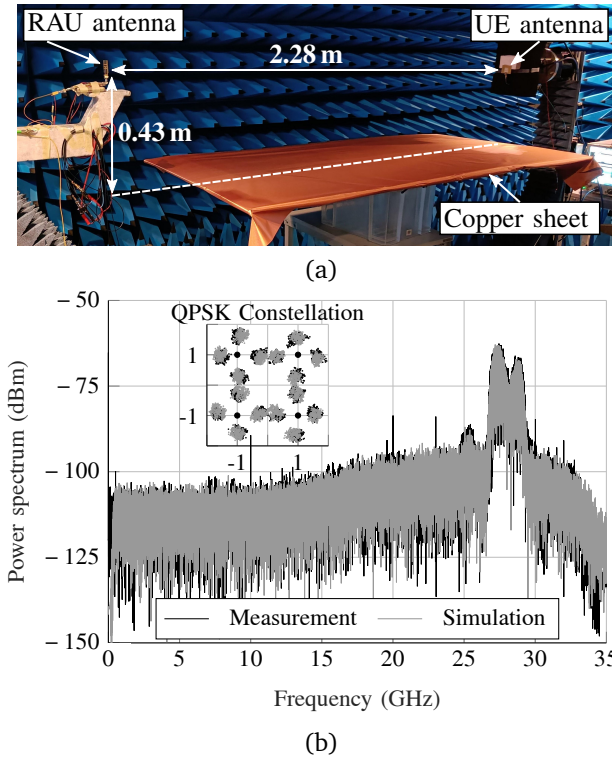 RAU antenna
UE antenna
2.28 m
0.43 m
Copper sheet
(a)
QPSK Constellation
1
-1
-1 1
Power spectrum (dBm)
−50
−75
−100
−125
−150
Measurement Simulation
0 5 10 15 20 25 30 35
Frequency (GHz)
(b)